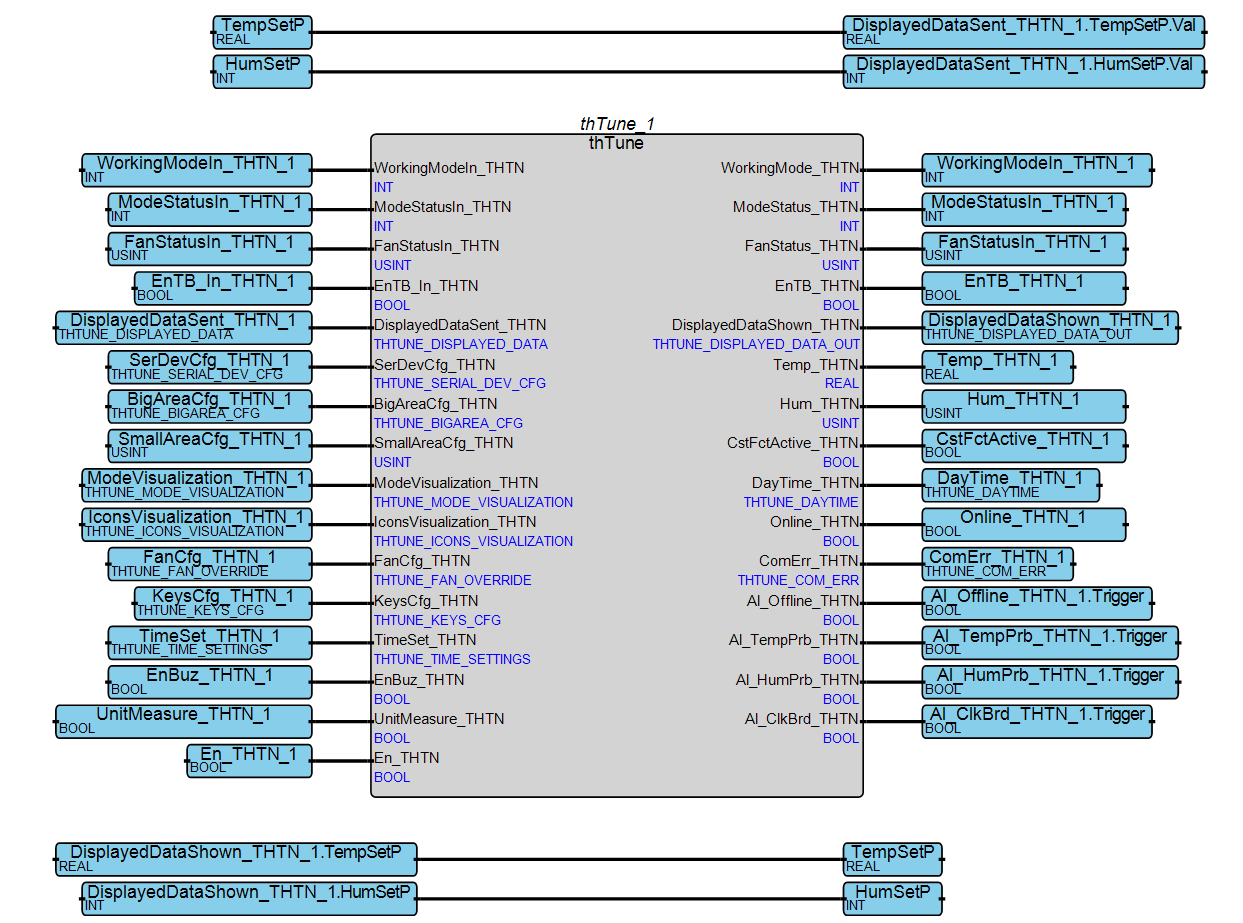 TempSetP
REAL
DisplayedDataSent_THTN_1.TempSetP.Val
REAL
HumSetP
INT
DisplayedDataSent_THTN_1.HumSetP.Val
INT
thTune_1
thTune
WorkingModeIn_THTN_1
INT
WorkingModeIn_THTN
INT
WorkingMode_THTN
INT
WorkingModeIn_THTN_1
INT
ModeStatusIn_THTN_1
INT
ModeStatusIn_THTN
INT
ModeStatus_THTN
INT
ModeStatusIn_THTN_1
INT
FanStatusIn_THTN_1
USINT
FanStatusIn_THTN
USINT
FanStatus_THTN
USINT
FanStatusIn_THTN_1
USINT
EnTB_In_THTN_1
BOOL
EnTB_In_THTN
BOOL
EnTB_THTN
BOOL
EnTB_THTN_1
BOOL
DisplayedDataSent_THTN_1
THTUNE_DISPLAYED_DATA
DisplayedDataSent_THTN
THTUNE_DISPLAYED_DATA
DisplayedDataShown_THTN
THTUNE_DISPLAYED_DATA_OUT
DisplayedDataShown_THTN_1
THTUNE_DISPLAYED_DATA_OUT
SerDevCfg_THTN_1
THTUNE_SERIAL_DEV_CFG
SerDevCfg_THTN
THTUNE_SERIAL_DEV_CFG
Temp_THTN
REAL
Temp_THTN_1
REAL
BigAreaCfg_THTN_1
THTUNE_BIGAREA_CFG
BigAreaCfg_THTN
THTUNE_BIGAREA_CFG
Hum_THTN
USINT
Hum_THTN_1
USINT
SmallAreaCfg_THTN_1
USINT
SmallAreaCfg_THTN
USINT
CstFctActive_THTN
BOOL
CstFctActive_THTN_1
BOOL
ModeVisualization_THTN_1
THTUNE_MODE_VISUALIZATION
ModeVisualization_THTN
THTUNE_MODE_VISUALIZATION
DayTime_THTN
THTUNE_DAYTIME
DayTime_THTN_1
THTUNE_DAYTIME
IconsVisualization_THTN_1
THTUNE_ICONS_VISUALIZATION
IconsVisualization_THTN
THTUNE_ICONS_VISUALIZATION
Online_THTN
BOOL
Online_THTN_1
BOOL
FanCfg_THTN_1
THTUNE_FAN_OVERRIDE
FanCfg_THTN
THTUNE_FAN_OVERRIDE
ComErr_THTN
THTUNE_COM_ERR
ComErr_THTN_1
THTUNE_COM_ERR
KeysCfg_THTN_1
THTUNE_KEYS_CFG
KeysCfg_THTN
THTUNE_KEYS_CFG
Al_Offline_THTN
BOOL
Al_Offline_THTN_1.Trigger
BOOL
TimeSet_THTN_1
THTUNE_TIME_SETTINGS
TimeSet_THTN
THTUNE_TIME_SETTINGS
Al_TempPrb_THTN
BOOL
Al_TempPrb_THTN_1.Trigger
BOOL
EnBuz_THTN_1
BOOL
EnBuz_THTN
BOOL
Al_HumPrb_THTN
BOOL
Al_HumPrb_THTN_1.Trigger
BOOL
UnitMeasure_THTN_1
BOOL
UnitMeasure_THTN
BOOL
Al_ClkBrd_THTN
BOOL
Al_ClkBrd_THTN_1.Trigger
BOOL
En_THTN_1
BOOL
En_THTN
BOOL
DisplayedDataShown_THTN_1.TempSetP
REAL
TempSetP
REAL
DisplayedDataShown_THTN_1.HumSetP
INT
HumSetP
INT